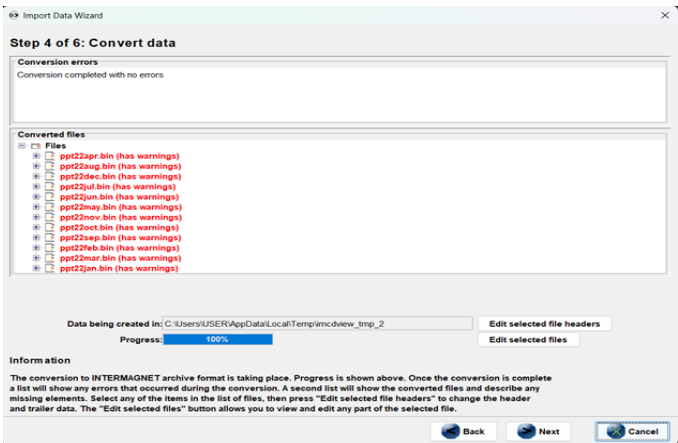 Import Data Wizard
Step 4 of 6: Convert data
Conversion errors
Conversion completed with no errors
Converted files
Files
ppt22apr.bin (has warnings)
ppt22aug.bin (has warnings)
ppt22dec.bin (has warnings)
ppt22jul.bin (has warnings)
ppt22jun.bin (has warnings)
ppt22may.bin (has warnings)
ppt22nov.bin (has warnings)
ppt22oct.bin (has warnings)
ppt22sep.bin (has warnings)
ppt22feb.bin (has warnings)
ppt22mar.bin (has warnings)
ppt22jan.bin (has warnings)
Data being created in: C:\Users\USER\AppData\Local\Temp\imcdview_tmp_2 Edit selected file headers
Progress: 100% Edit selected files
Information
The conversion to INTERMAGNET archive format is taking place. Progress is shown above. Once the conversion is complete
a list will show any errors that occurred during the conversion. A second list will show the converted files and describe any
missing elements. Select any of the items in the list of files, then press "Edit selected file headers" to change the header
and trailer data. The "Edit selected files" button allows you to view and edit any part of the selected file.
Back Next Cancel